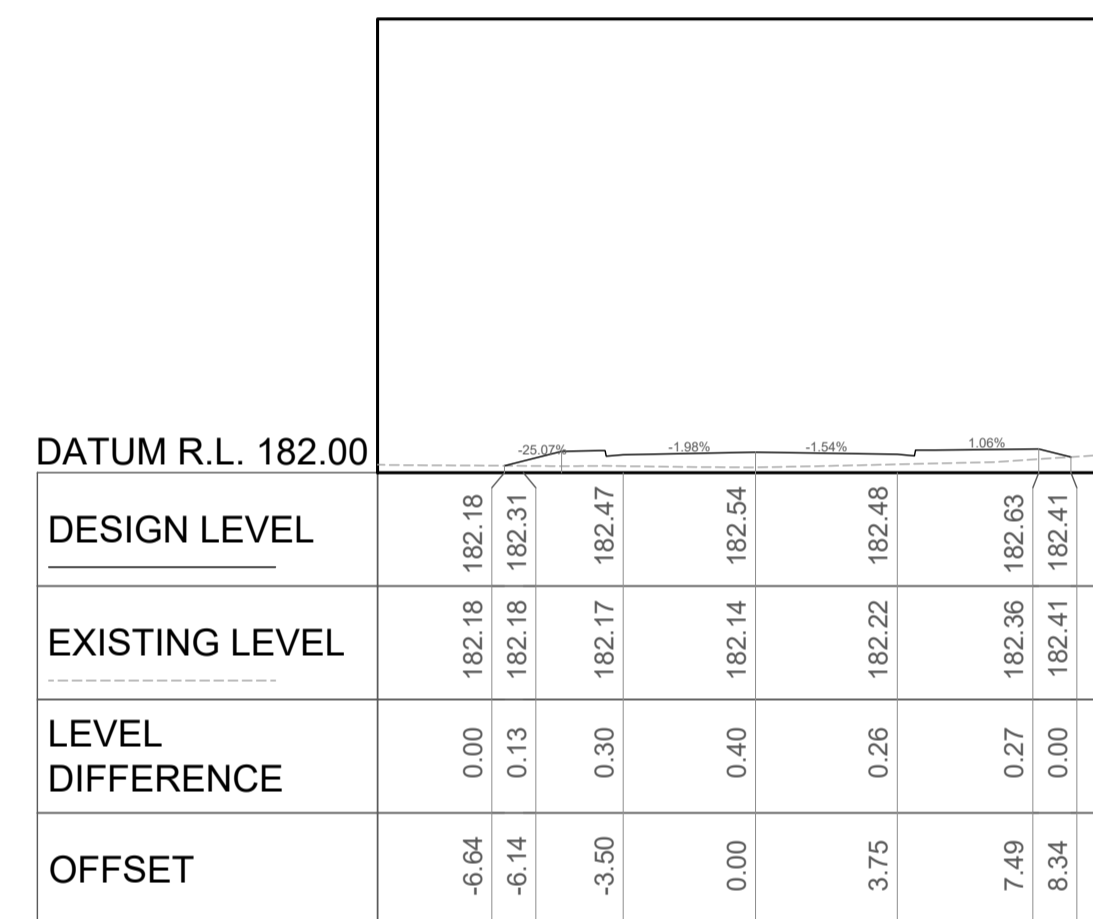 -25.07% -1.98% -1.54% 1.06%
DATUM R.L. 182.00
DESIGN LEVEL 182.18 182.31 182.47 182.54 182.48 182.63 182.41
EXISTING LEVEL 182.18 182.18 182.17 182.14 182.22 182.36 182.41
LEVEL
DIFFERENCE 0.00 0.13 0.30 0.40 0.26 0.27 0.00
OFFSET -6.64 -6.14 -3.50 0.00 3.75 7.49 8.34